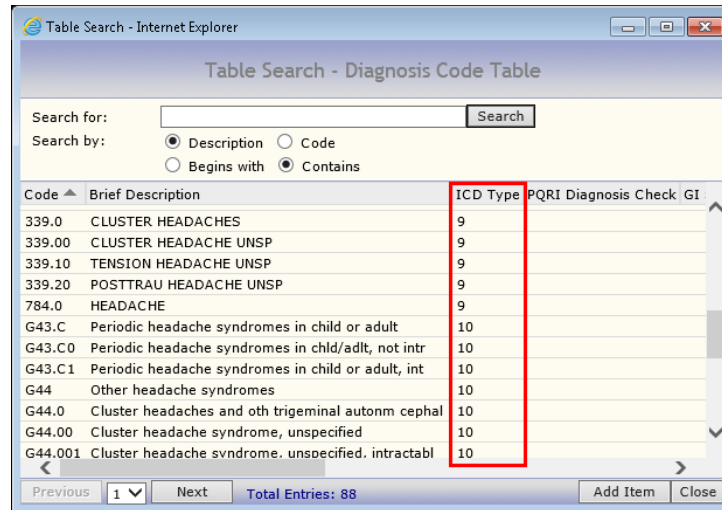 Table Search - Internet Explorer
Table Search - Diagnosis Code Table
Search for: Search
Search by: Description Code
Begins with Contains
Code Brief Description ICD Type PQRI Diagnosis Check GI
339.0 CLUSTER HEADACHES 9
339.00 CLUSTER HEADACHE UNSP 9
339.10 TENSION HEADACHE UNSP 9
339.20 POSTTRAU HEADACHE UNSP 9
784.0 HEADACHE 9
G43.C Periodic headache syndromes in child or adult 10
G43.C0 Periodic headache syndromes in chld/adlt, not intr 10
G43.C1 Periodic headache syndromes in child or adult, int 10
G44 Other headache syndromes 10
G44.0 Cluster headaches and oth trigeminal autonm cephal 10
G44.00 Cluster headache syndrome, unspecified 10
G44.001 Cluster headache syndrome, unspecified, intractabl 10
Previous 1 Next Total Entries: 88 Add Item Close